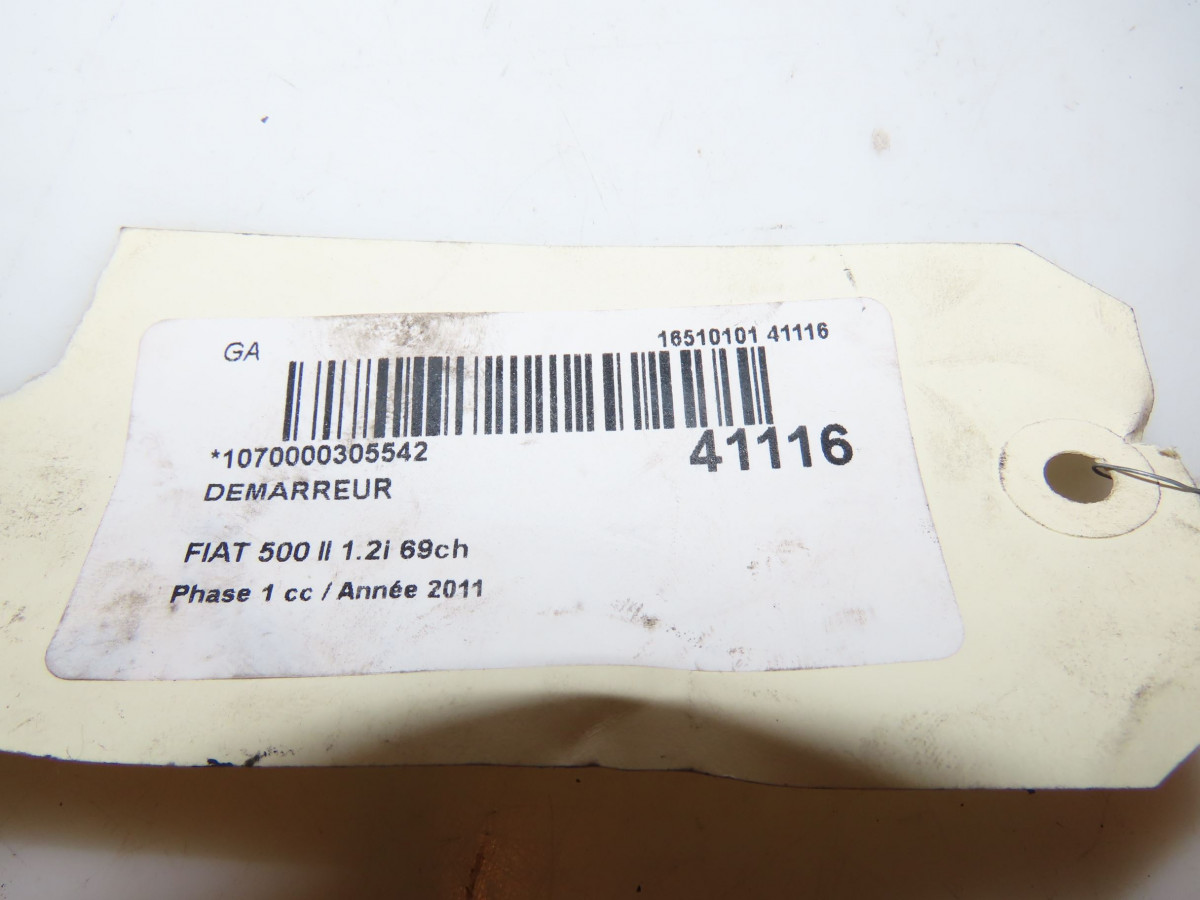 GA
16510101 41116
*1070000305542
41116
DEMARREUR
FIAT 500 II 1.2i 69ch
Phase 1 cc / Année 2011